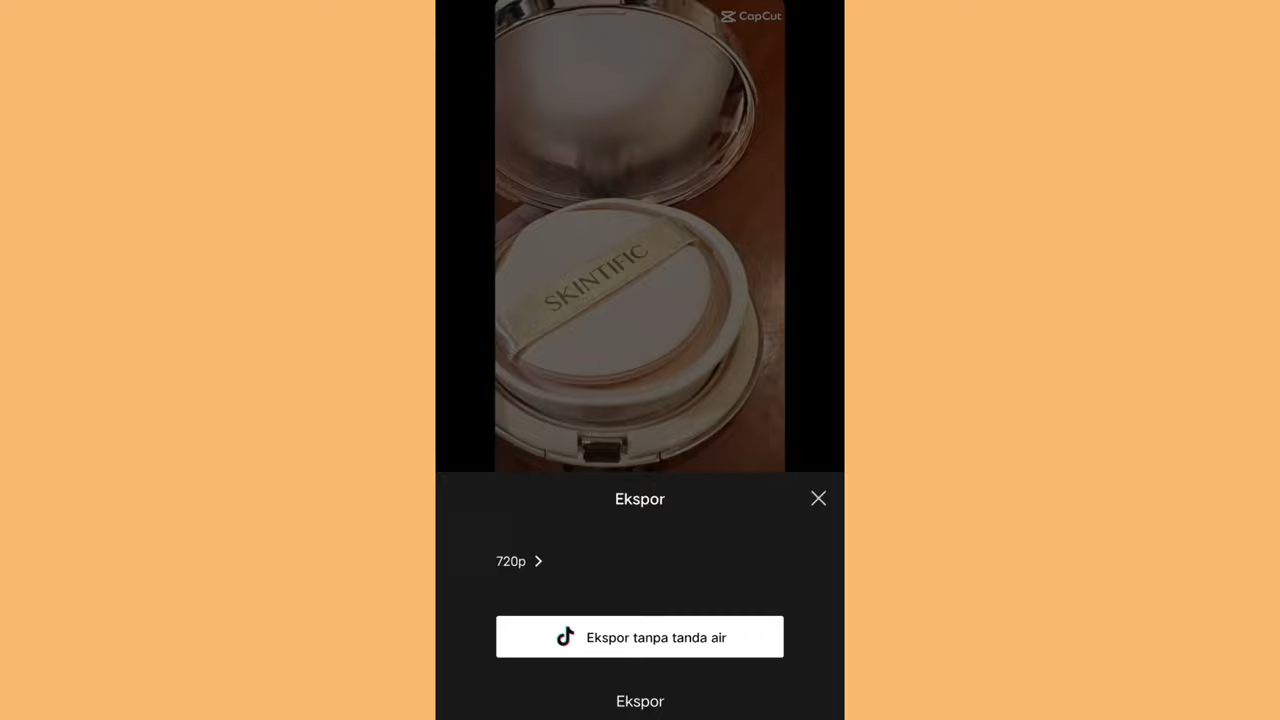 CapCut
SKINTIFIC
Ekspor
720p
Ekspor tanpa tanda air
Ekspor